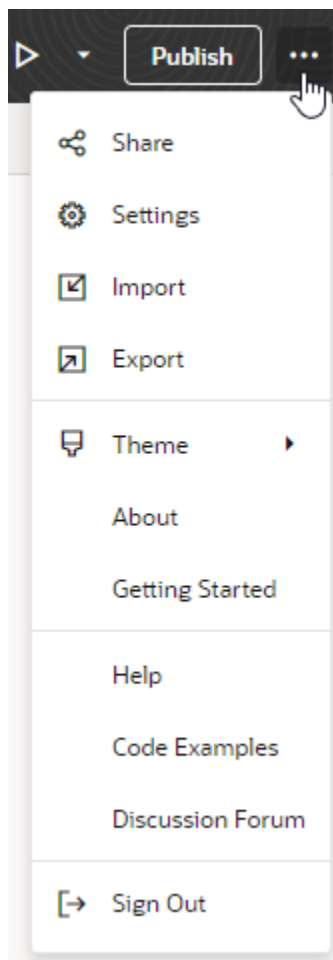 Publish
Share
Settings
Import
Export
Theme
About
Getting Started
Help
Code Examples
Discussion Forum
Sign Out